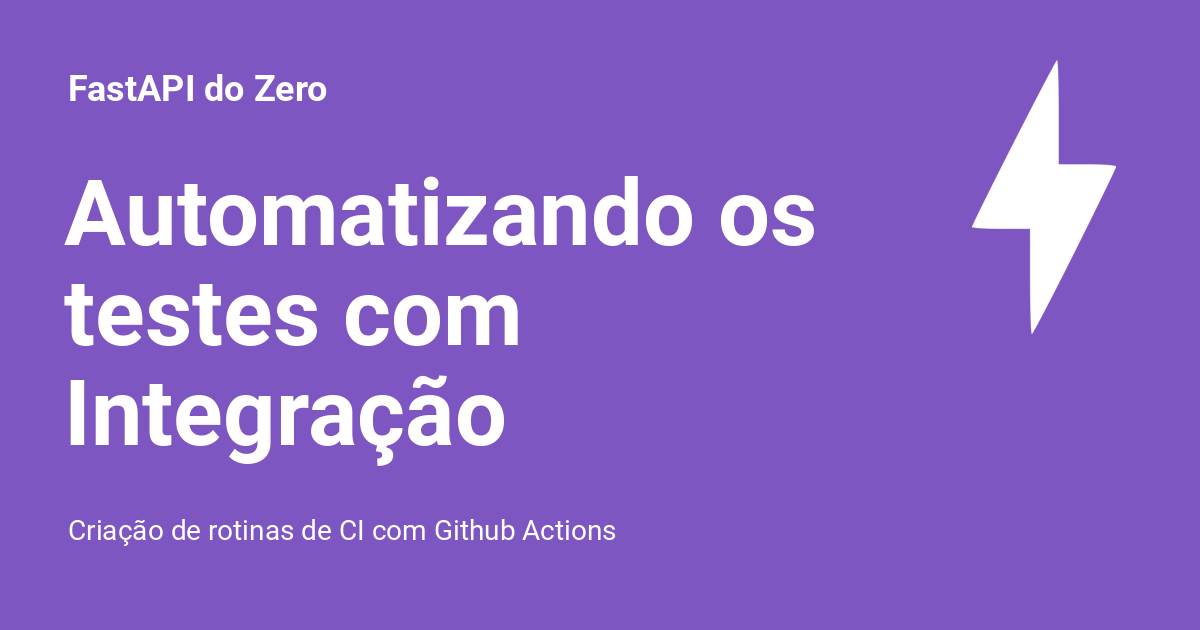 FastAPI do Zero
Automatizando os
testes com
Integração
Criação de rotinas de CI com Github Actions